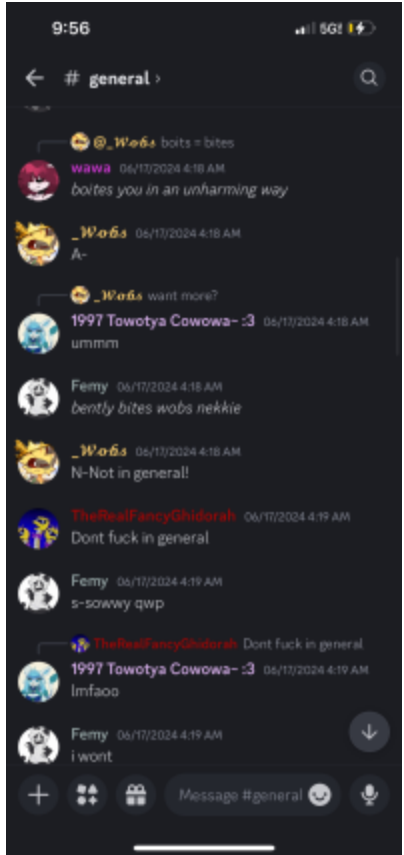 9:56
5GE
# general >
@_Wobs boits = bites
wawa 06/17/2024 4:18 AM
boites you in an unharming way
_Wobs 06/17/2024 4:18 AM
A-
_Wobs want more?
1997 Towotya Cowowa~ :3 06/17/2024 4:18 AM
ummm
Femy 06/17/2024 4:18 AM
bently bites wobs nekkie
_Wobs 06/17/2024 4:18 AM
N-Not in general!
TheRealFancyGhidorah 06/17/2024 4:19 AM
Dont fuck in general
Femy 06/17/2024 4:19 AM
s-sowwy qwp
TheRealFancyGhidorah Dont fuck in general
1997 Towotya Cowowa~ :3 06/17/2024 4:19 AM
lmfaoo
Femy 06/17/2024 4:19 AM
i wont
Message #general